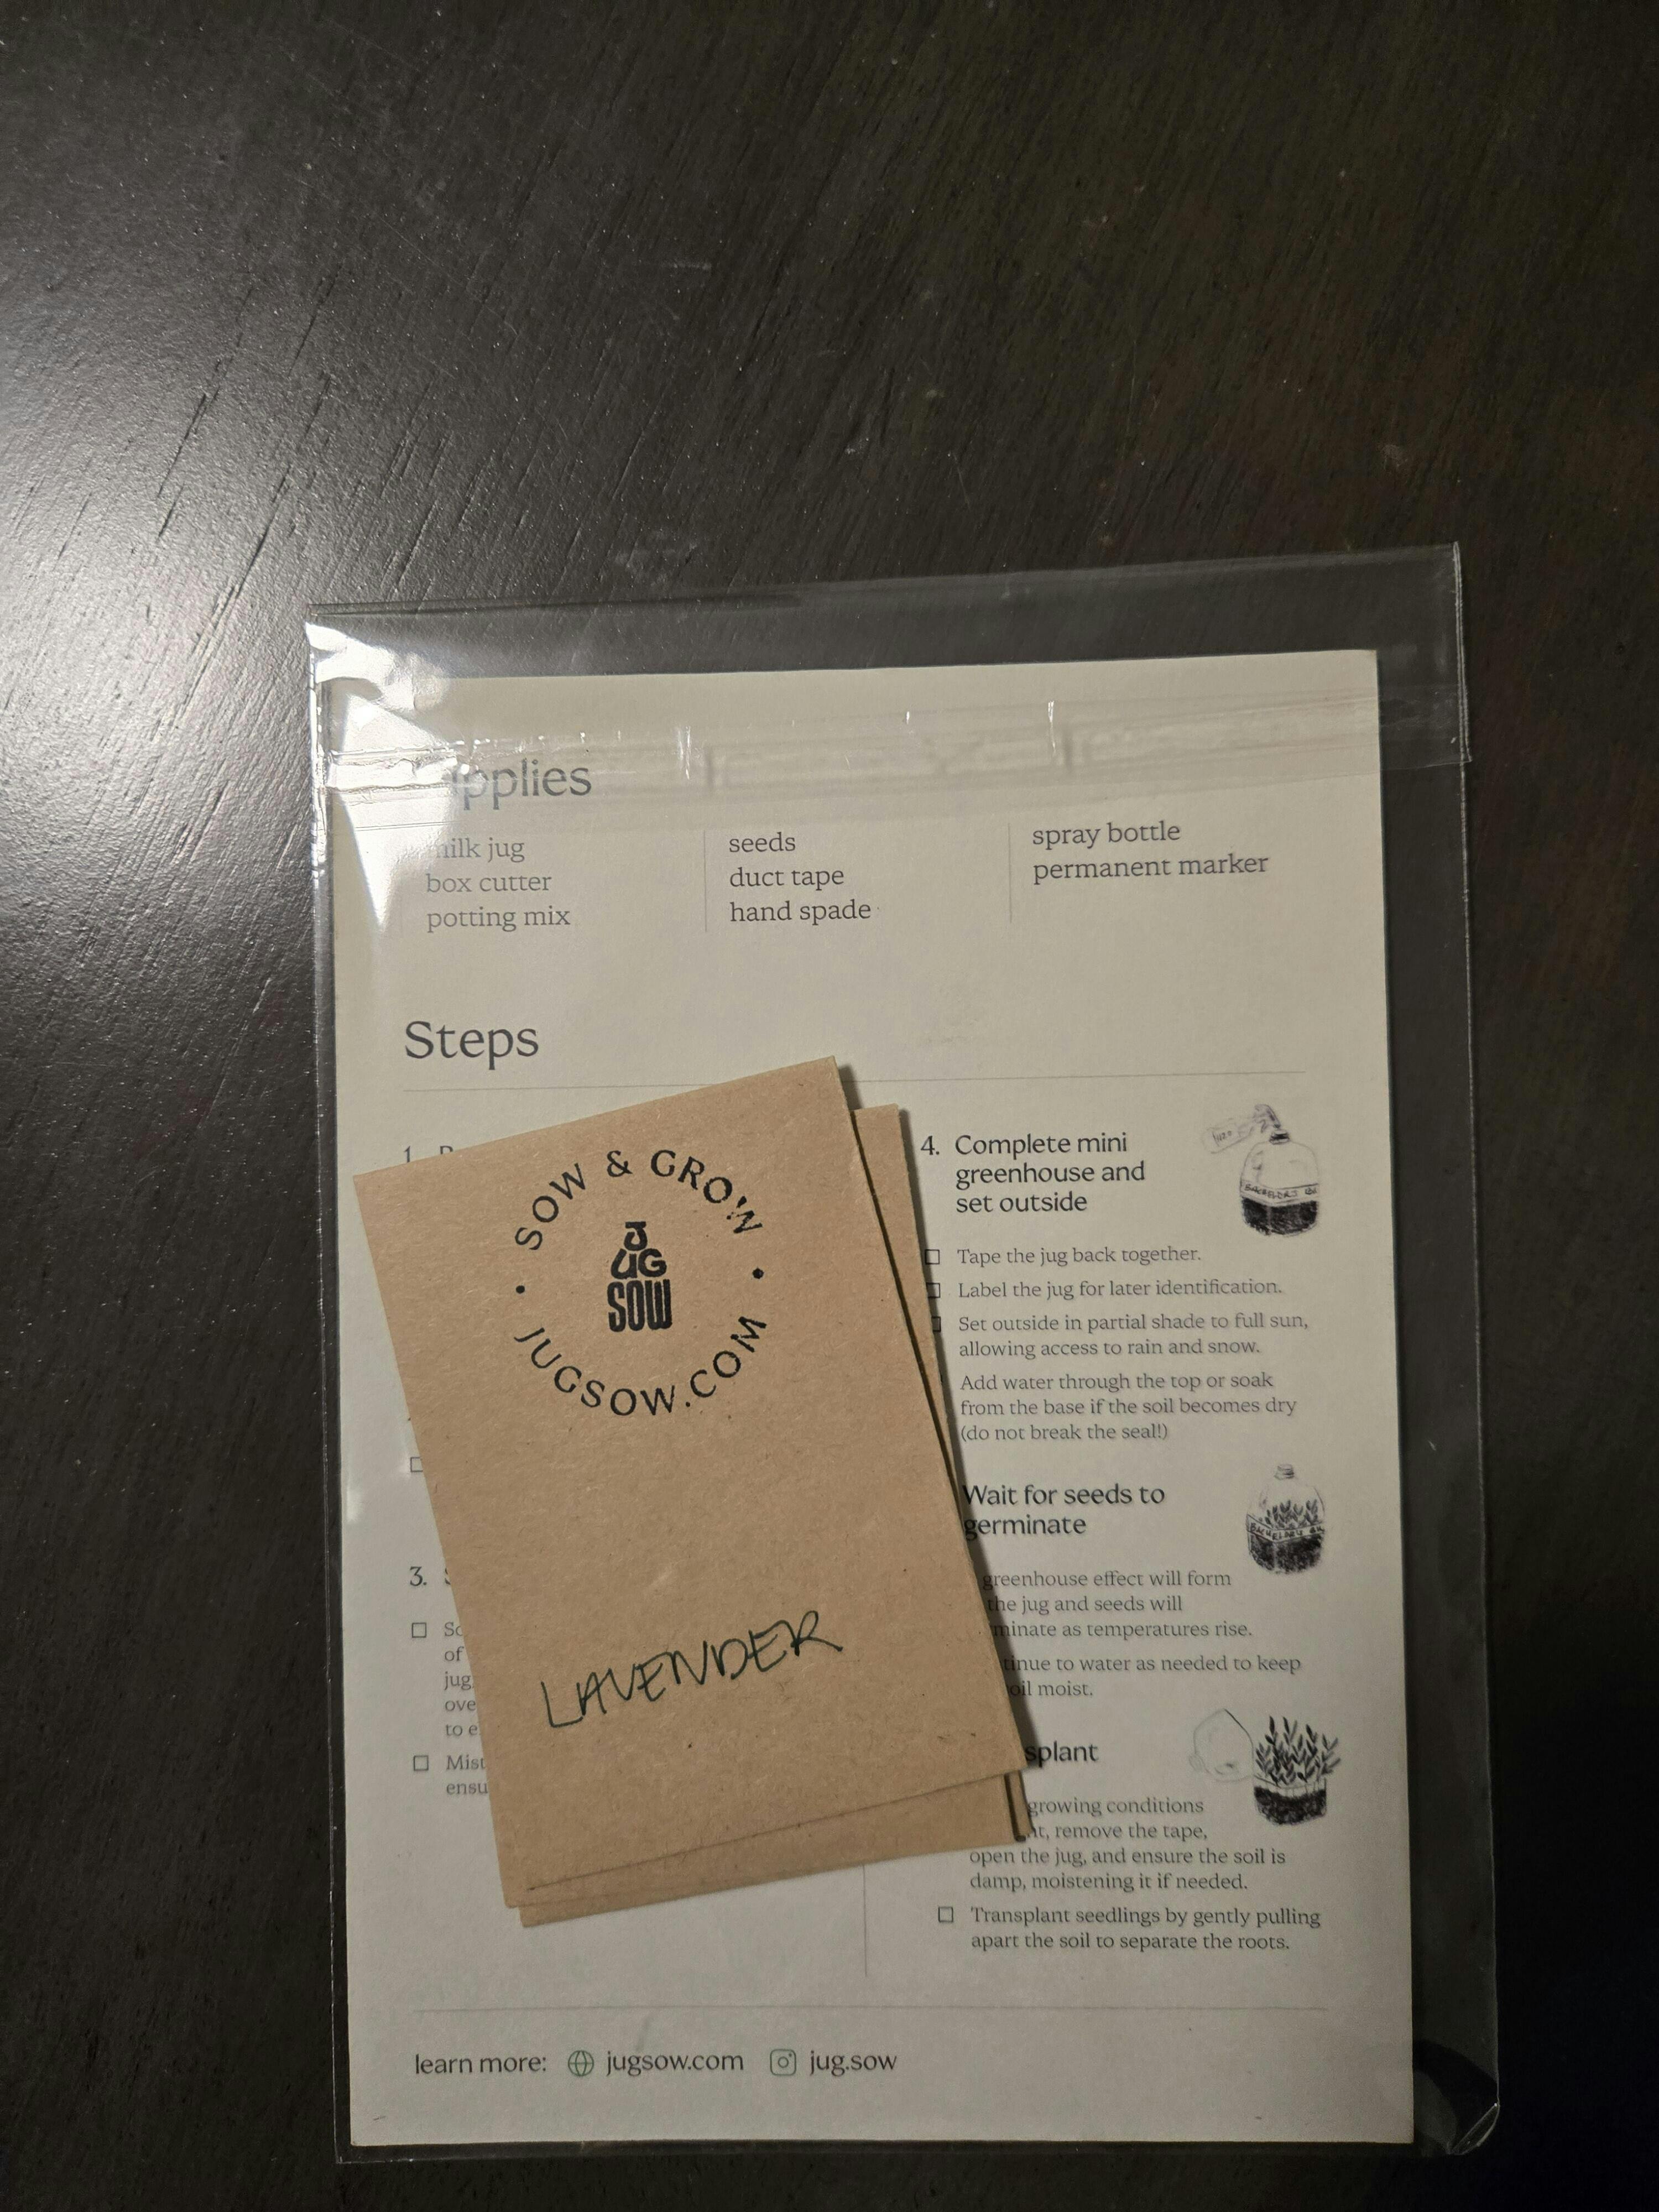 milk jug
box cutter
potting mix
seeds
duct tape
hand spade
spray bottle
permanent marker
Steps
1.
SOW & GROW
JUG
SOW
JUGSOW.COM
LAVENDER
3.
of
jug,
to
Mist
4. Complete mini
greenhouse and
set outside
Tape the jug back together.
Label the jug for later identification.
Set outside in partial shade to full sun,
allowing access to rain and snow.
Add water through the top or soak
from the base if the soil becomes dry
(do not break the seal!)
Wait for seeds to
germinate
greenhouse effect will form
the jug and seeds will
as temperatures rise.
to water as needed to keep
moist.
growing conditions
remove the tape,
open the jug, and ensure the soil is
damp, moistening it if needed.
Transplant seedlings by gently pulling
apart the soil to separate the roots.
learn more: jugsow.com jug.sow